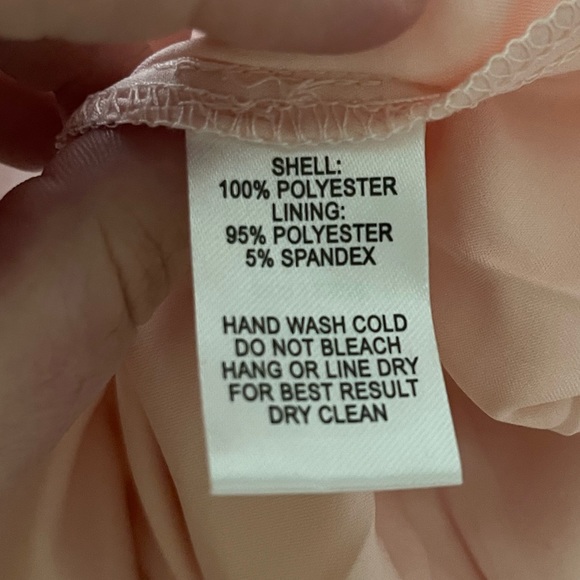 SHELL:
100% POLYESTER
LINING:
95% POLYESTER
5% SPANDEX
HAND WASH COLD
DO NOT BLEACH
HANG OR LINE DRY
FOR BEST RESULT
DRY CLEAN